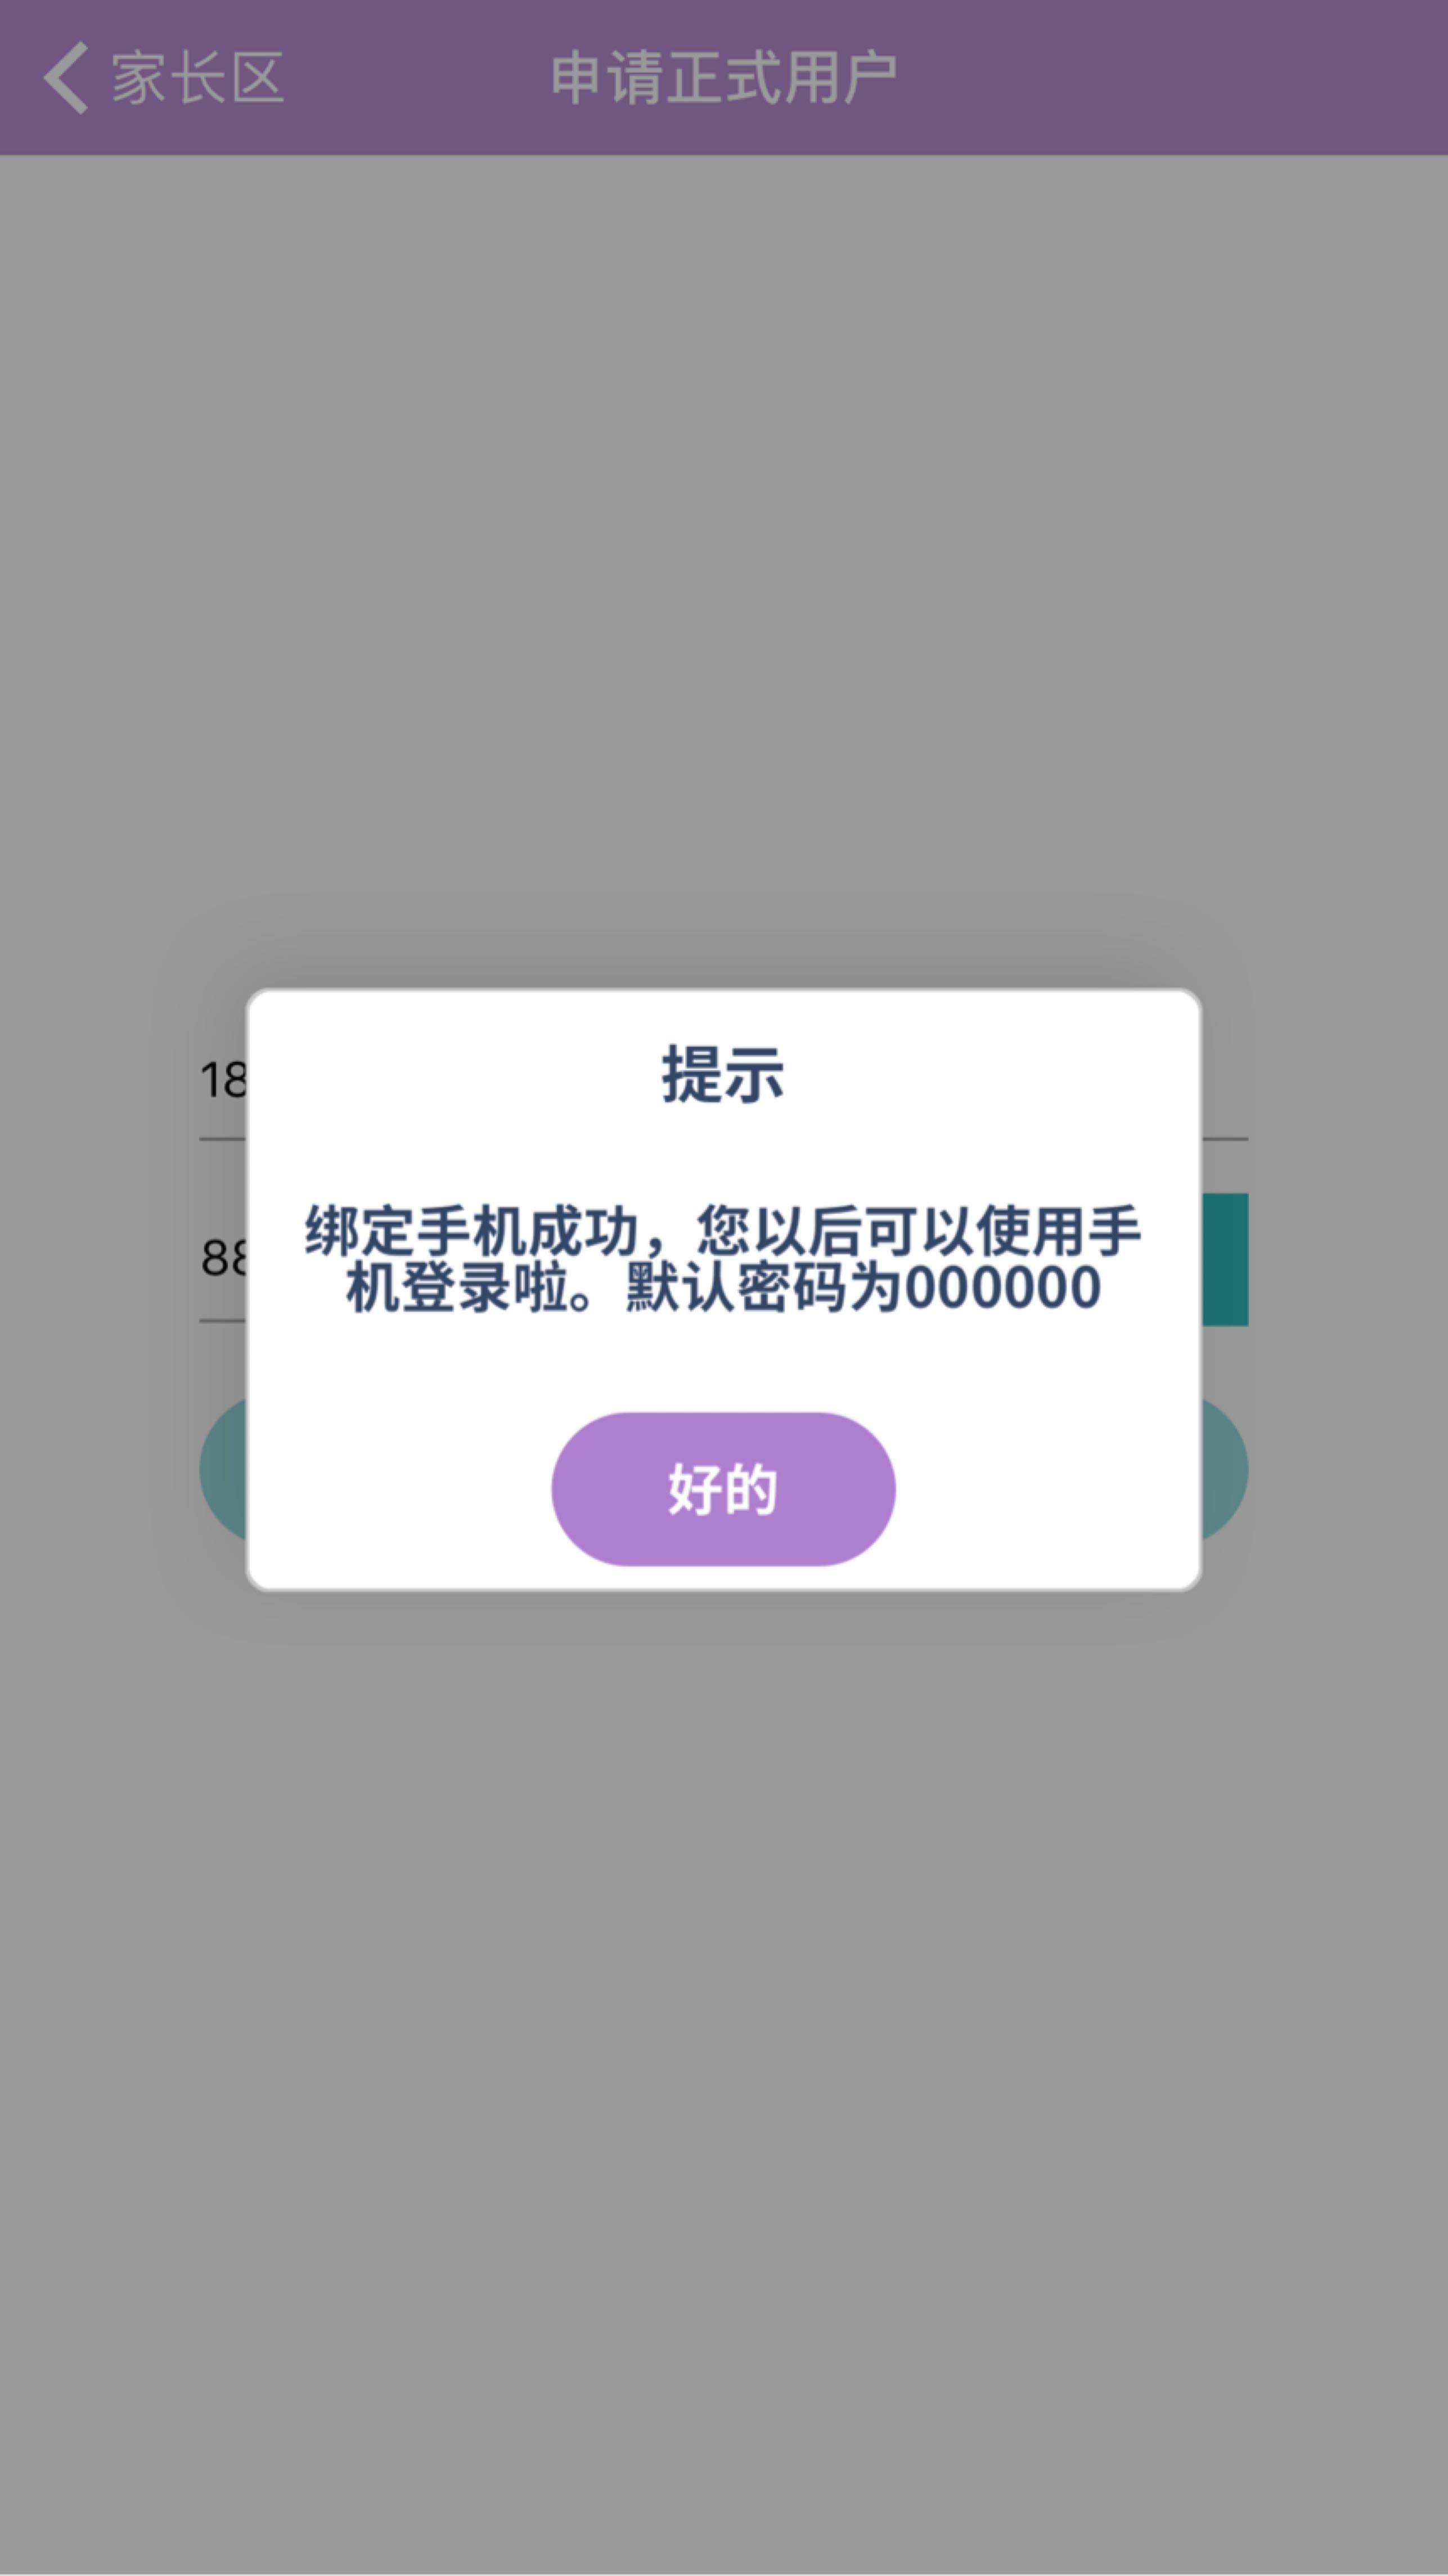 家长区
申请正式用户
提示
18
绑定手机成功，您以后可以使用手
机登录啦。默认密码为000000
88
好的